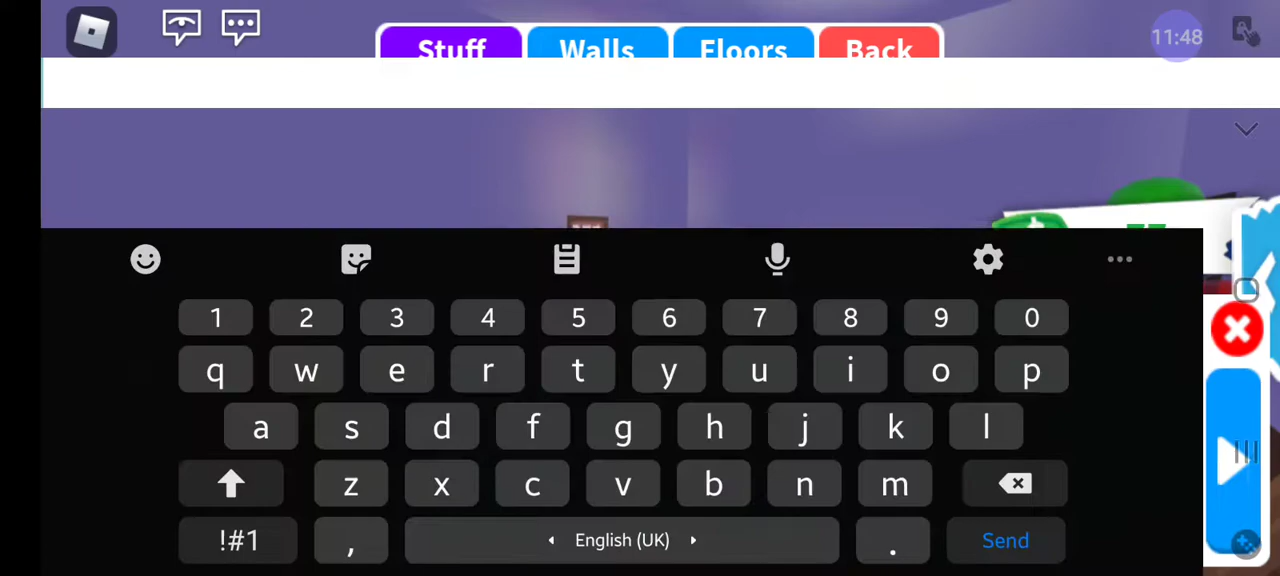 Stuff Walls Floors Back 11:48
1 2 3 4 5 6 7 8 9 0
q w e r t y u i o p
a s d f g h j k l
z x c v b n m
!#1 , English (UK) . Send